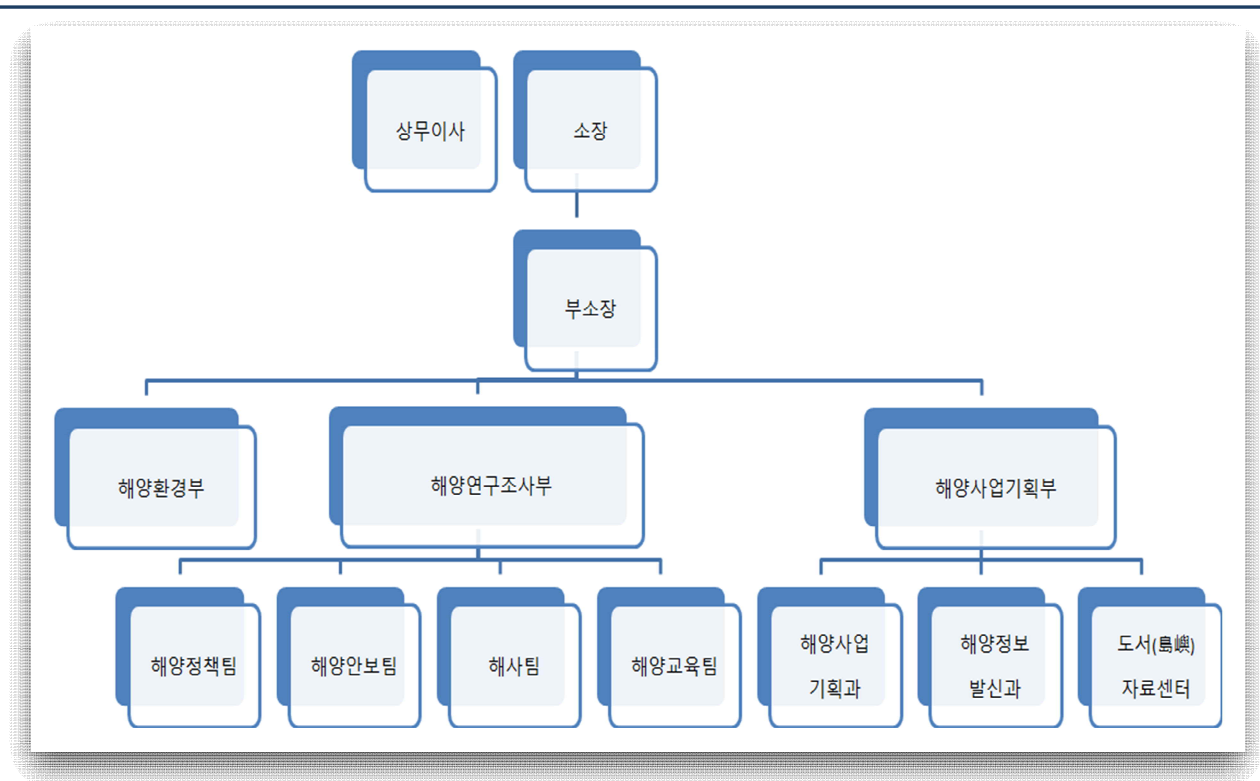 상무이사
소장
부소장
해양환경부
해양연구조사부
해양사업기획부
해양정책팀
해양안보팀
해사팀
해양교육팀
해양사업
기획과
해양정보
발신과
도서(島嶼)
자료센터